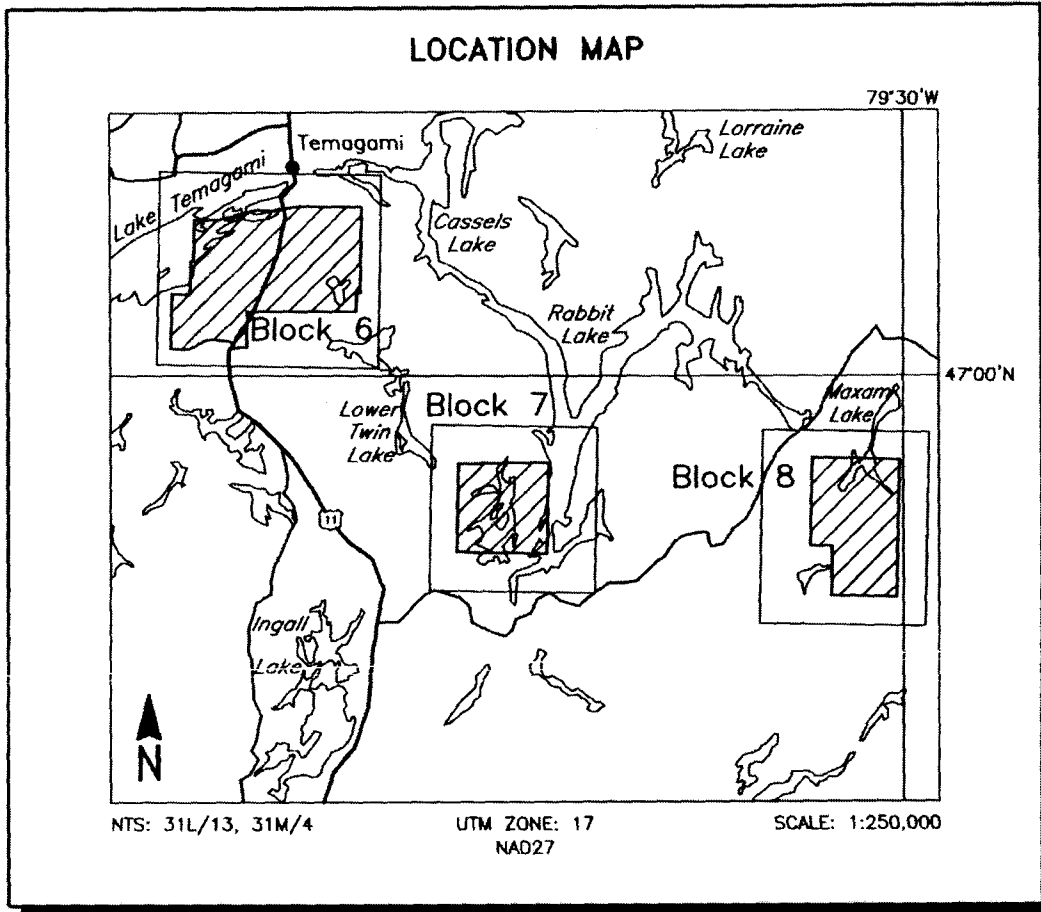 LOCATION MAP
79°30'W
Temagami
Lorraine
Lake
Lake Temagami
Cassels
Lake
Rabbit
Lake
Block 6
47°00'N
Maxam
Lake
Lower
Twin
Lake
Block 7
Block 8
11
Ingall
Lake
N
NTS: 31L/13, 31M/4
UTM ZONE: 17
SCALE: 1:250,000
NAD27